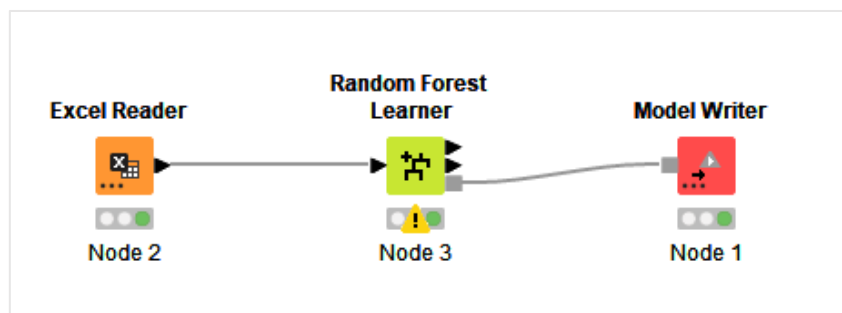 Excel Reader
Random Forest
Learner
Model Writer
Node 2
Node 3
Node 1